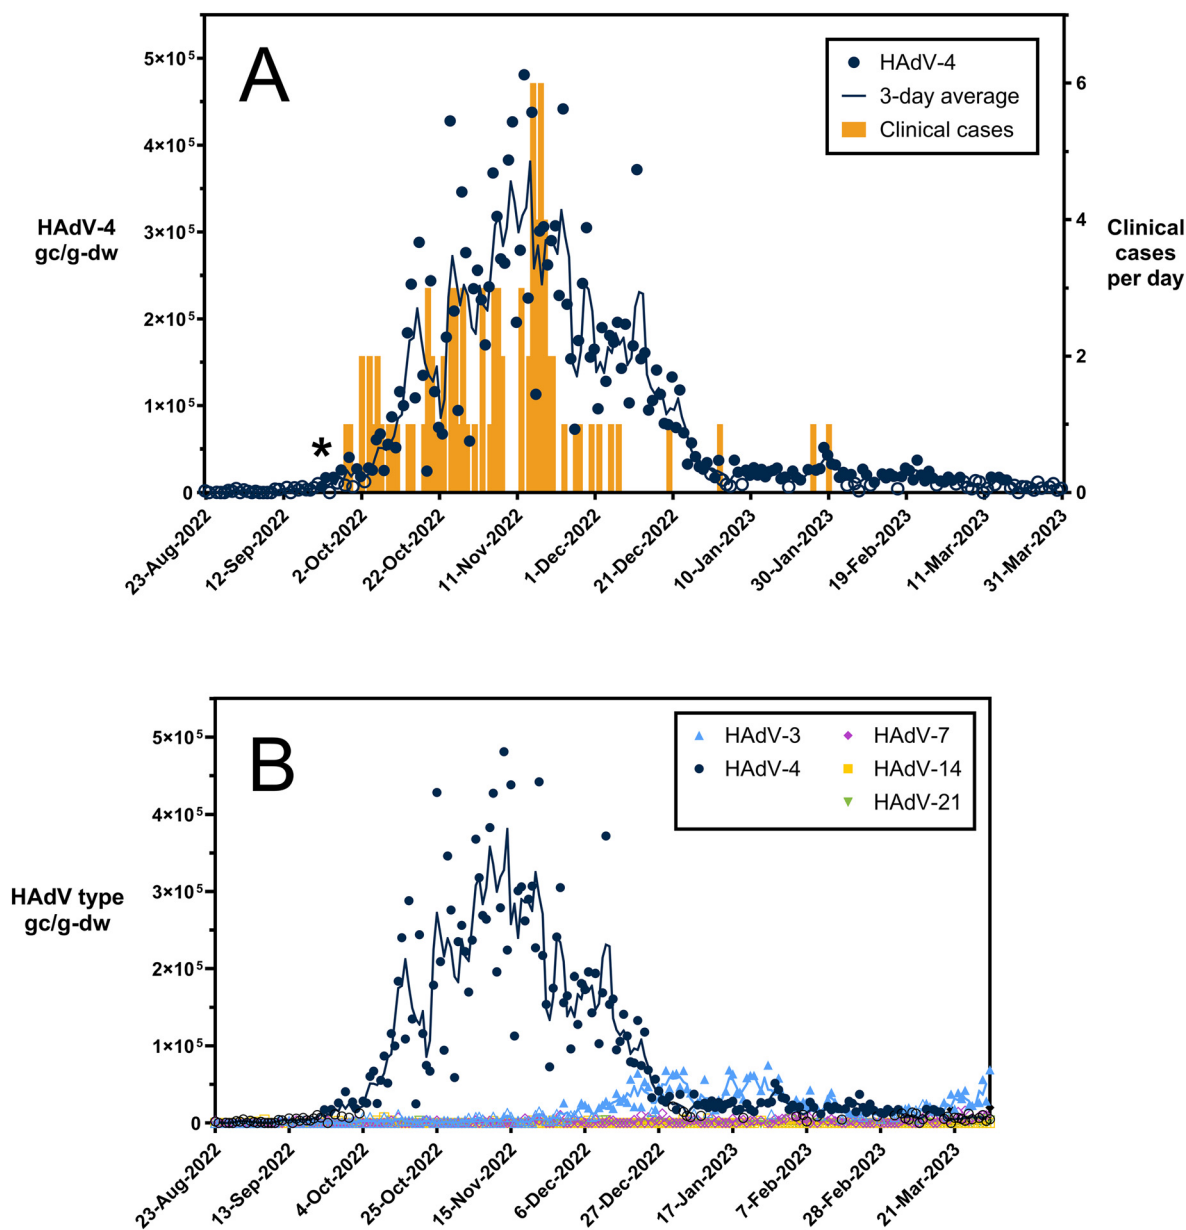 A
HAdV-4
3-day average
Clinical cases
HAdV-4
gc/g-dw
5×10⁵
4×10⁵
3×10⁵
2×10⁵
1×10⁵
0
6
4
2
0
Clinical
cases
per day
*
23-Aug-2022
12-Sep-2022
2-Oct-2022
22-Oct-2022
11-Nov-2022
1-Dec-2022
21-Dec-2022
10-Jan-2023
30-Jan-2023
19-Feb-2023
11-Mar-2023
31-Mar-2023
B
HAdV-3
HAdV-4
HAdV-7
HAdV-14
HAdV-21
HAdV type
gc/g-dw
5×10⁵
4×10⁵
3×10⁵
2×10⁵
1×10⁵
0
23-Aug-2022
13-Sep-2022
4-Oct-2022
25-Oct-2022
15-Nov-2022
6-Dec-2022
27-Dec-2022
17-Jan-2023
7-Feb-2023
28-Feb-2023
21-Mar-2023